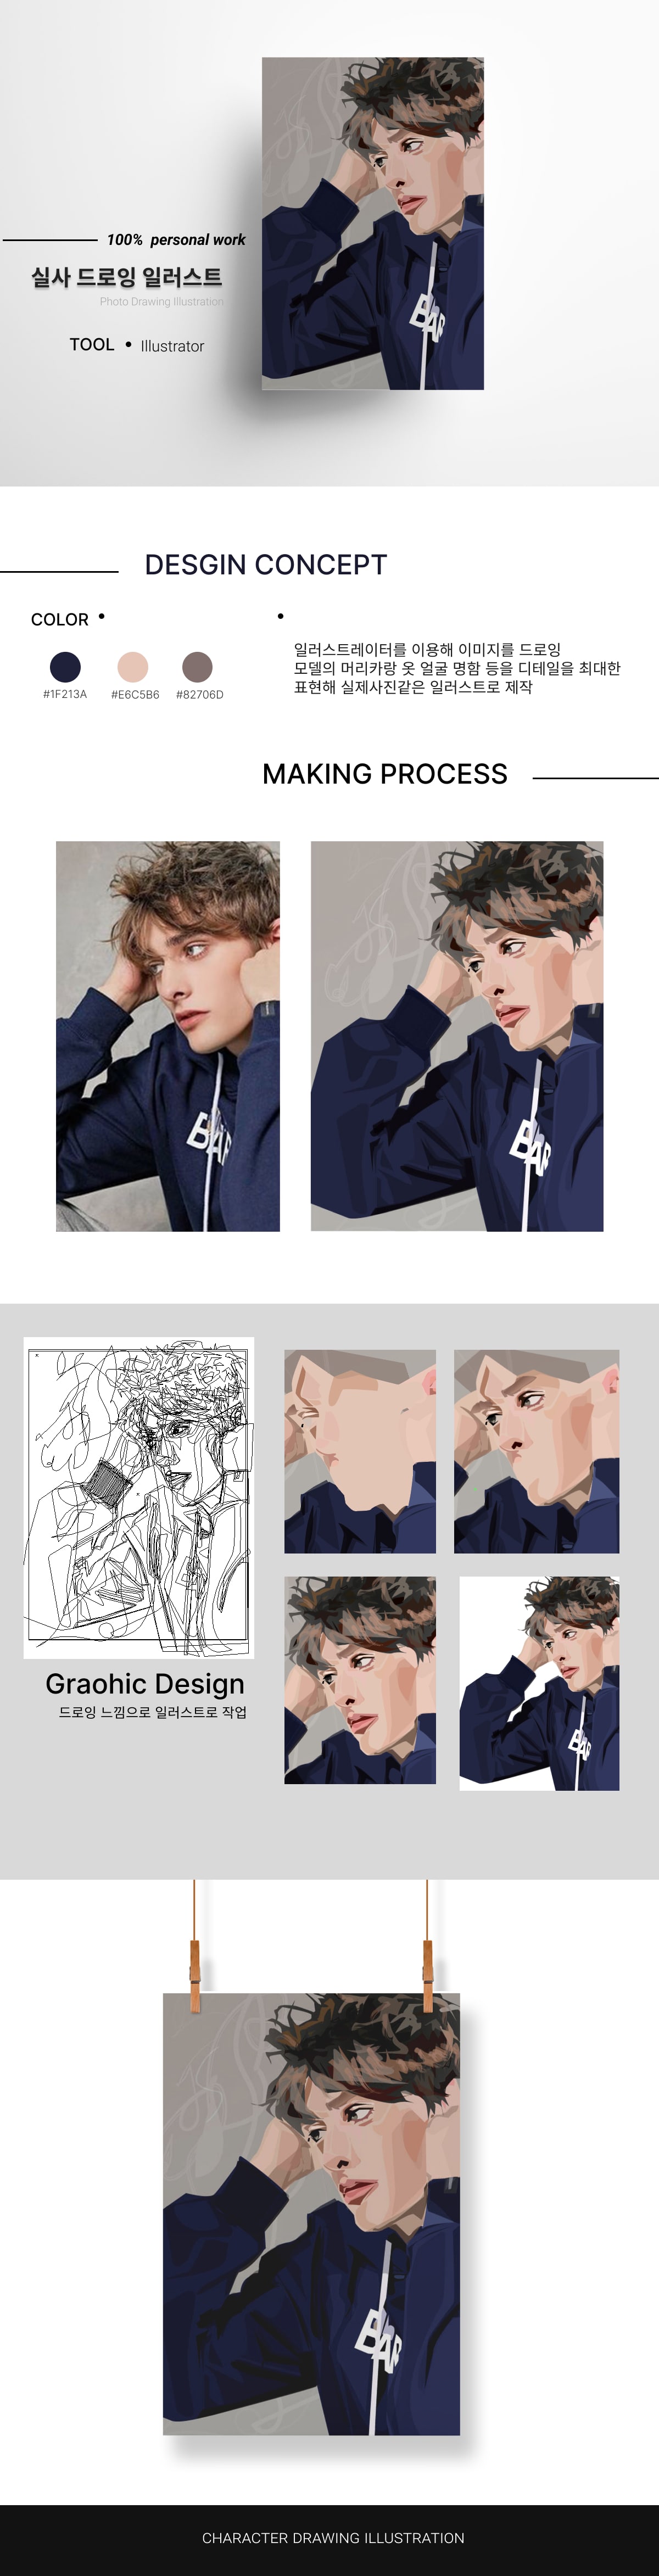 100% personal work
실사 드로잉 일러스트
Photo Drawing Illustration
TOOL • Illustrator
BAR
DESGIN CONCEPT
COLOR •
#1F213A #E6C5B6 #82706D
•
일러스트레이터를 이용해 이미지를 드로잉
모델의 머리카랑 옷 얼굴 명함 등을 디테일을 최대한
표현해 실제사진같은 일러스트로 제작
MAKING PROCESS
BAR
BAR
Graohic Design
드로잉 느낌으로 일러스트로 작업
BAR
BAR
CHARACTER DRAWING ILLUSTRATION